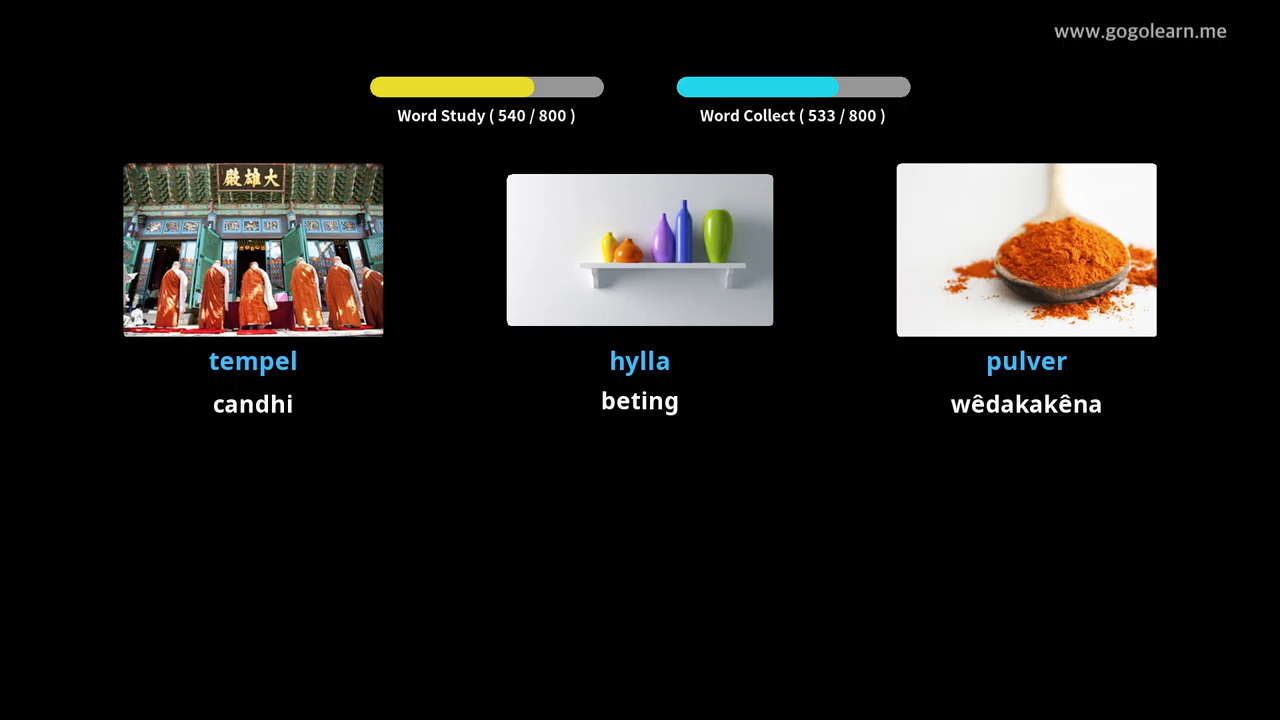 www.gogolearn.me
Word Study ( 540 / 800 )
Word Collect ( 533 / 800 )
大雄殿
tempel
hylla
pulver
candhi
beting
wêdakakêna